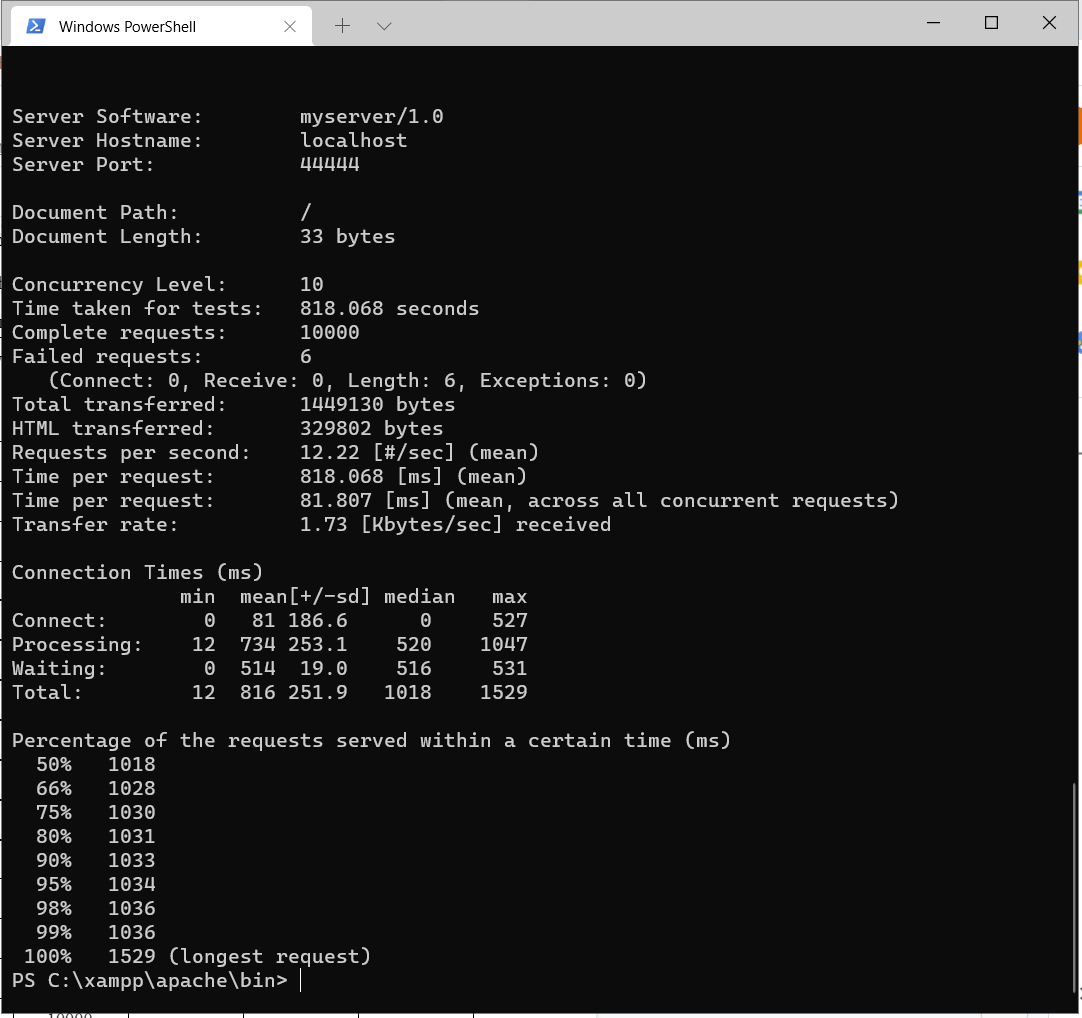 Windows PowerShell
Server Software: myserver/1.0
Server Hostname: localhost
Server Port: 44444
Document Path: /
Document Length: 33 bytes
Concurrency Level: 10
Time taken for tests: 818.068 seconds
Complete requests: 10000
Failed requests: 6
(Connect: 0, Receive: 0, Length: 6, Exceptions: 0)
Total transferred: 1449130 bytes
HTML transferred: 329802 bytes
Requests per second: 12.22 [#/sec] (mean)
Time per request: 818.068 [ms] (mean)
Time per request: 81.807 [ms] (mean, across all concurrent requests)
Transfer rate: 1.73 [Kbytes/sec] received
Connection Times (ms)
min mean[+/-sd] median max
Connect: 0 81 186.6 0 527
Processing: 12 734 253.1 520 1047
Waiting: 0 514 19.0 516 531
Total: 12 816 251.9 1018 1529
Percentage of the requests served within a certain time (ms)
50% 1018
66% 1028
75% 1030
80% 1031
90% 1033
95% 1034
98% 1036
99% 1036
100% 1529 (longest request)
PS C:\xampp\apache\bin>